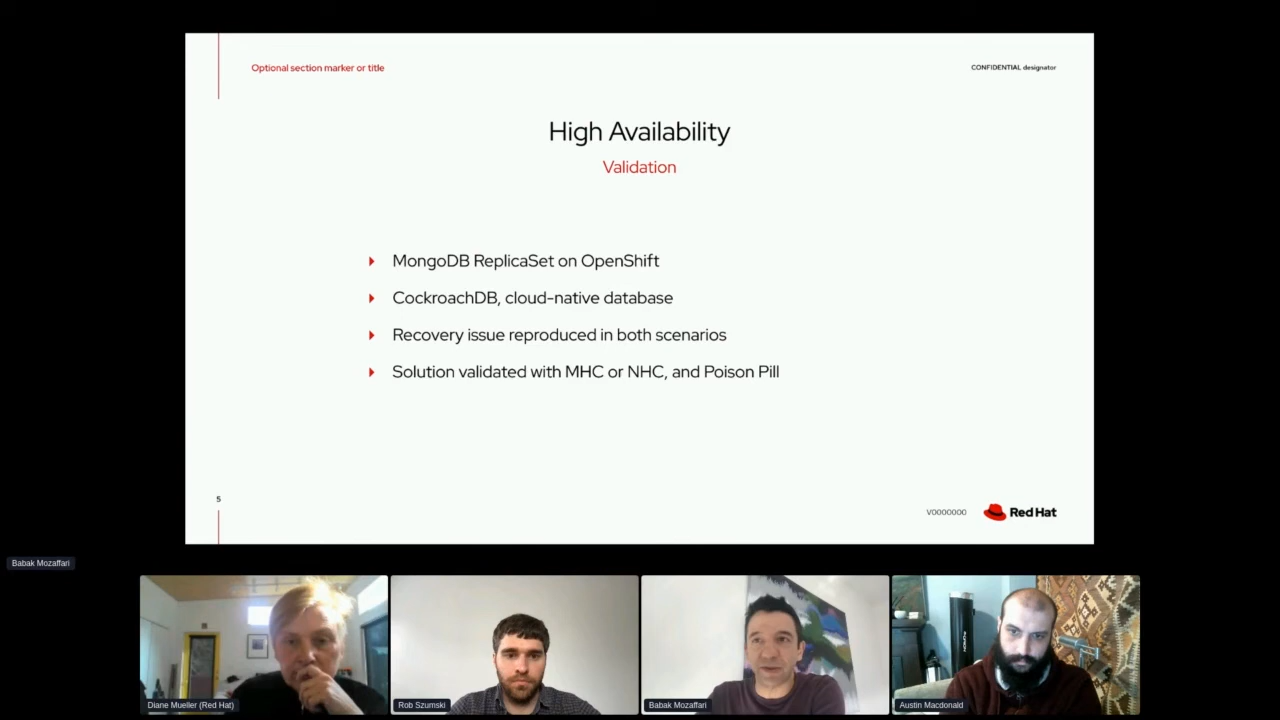 Optional section marker or title
CONFIDENTIAL designator
High Availability
Validation
MongoDB ReplicaSet on OpenShift
CockroachDB, cloud-native database
Recovery issue reproduced in both scenarios
Solution validated with MHC or NHC, and Poison Pill
5
V0000000
Red Hat
Babak Mozaffari
Diane Mueller (Red Hat)
Rob Szumski
Babak Mozaffari
Austin Macdonald